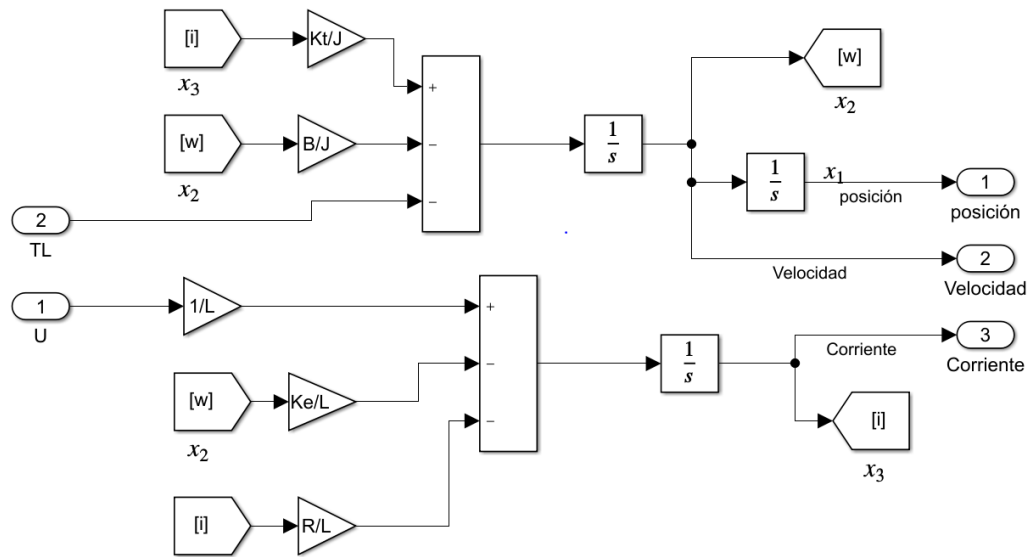 [i]
Kt/J
x3
[w]
B/J
x2
2
TL
+
−
−
1
s
[w]
x2
1
s
x1
posición
1
posición
Velocidad
2
Velocidad
1
U
1/L
[w]
Ke/L
x2
[i]
R/L
+
−
−
1
s
Corriente
3
Corriente
[i]
x3